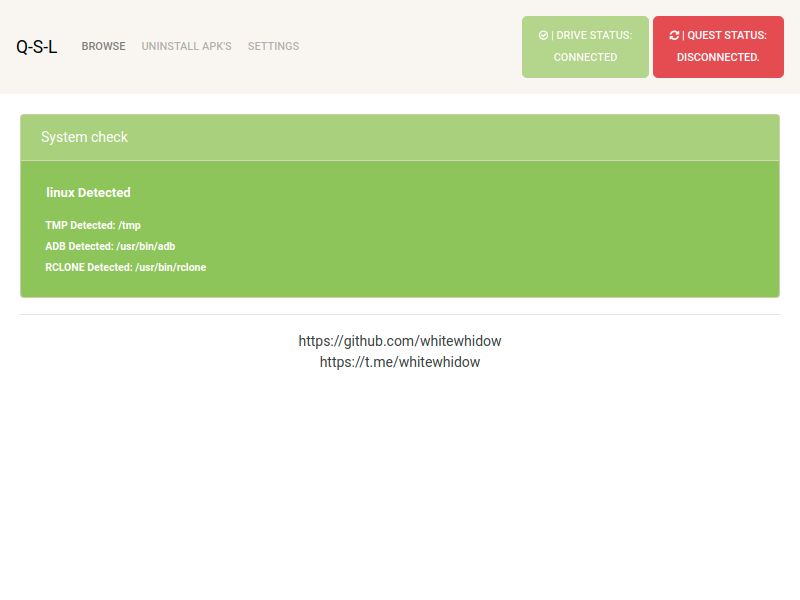 Q-S-L
BROWSE
UNINSTALL APK'S
SETTINGS
| DRIVE STATUS:
CONNECTED
| QUEST STATUS:
DISCONNECTED.
System check
linux Detected
TMP Detected: /tmp
ADB Detected: /usr/bin/adb
RCLONE Detected: /usr/bin/rclone
https://github.com/whitewhidow
https://t.me/whitewhidow